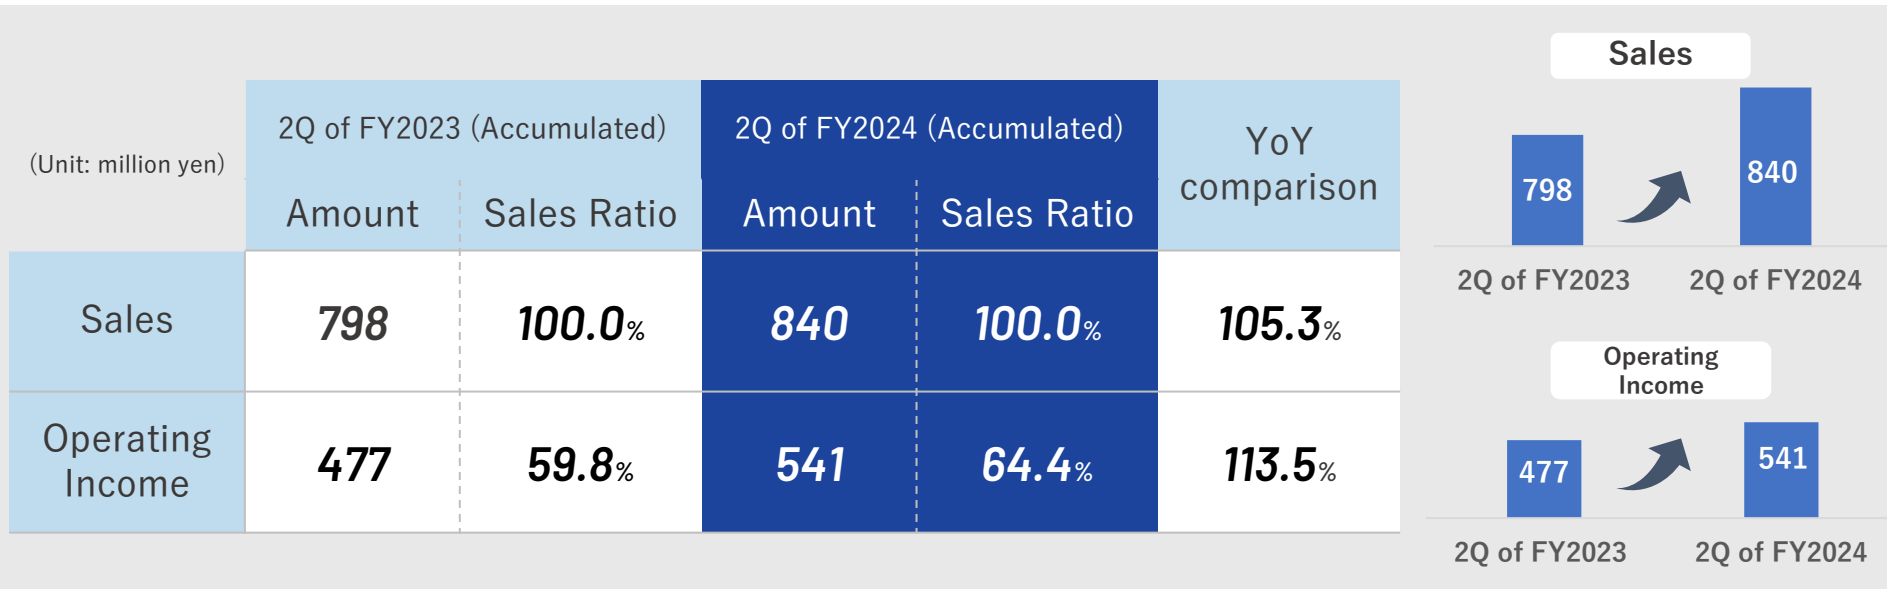 (Unit: million yen)
2Q of FY2023 (Accumulated)
2Q of FY2024 (Accumulated)
YoY
comparison
Amount
Sales Ratio
Amount
Sales Ratio
Sales
798
100.0%
840
100.0%
105.3%
Operating
Income
477
59.8%
541
64.4%
113.5%
Sales
798
840
2Q of FY2023
2Q of FY2024
Operating
Income
477
541
2Q of FY2023
2Q of FY2024